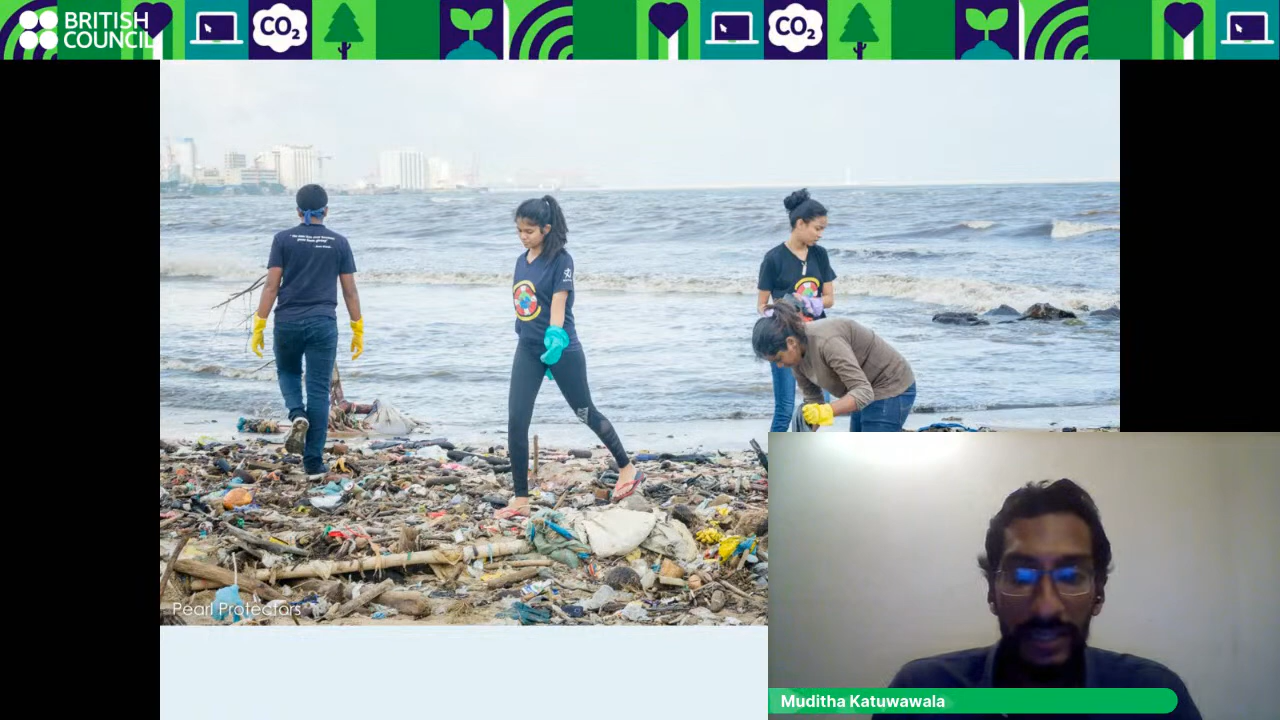 BRITISH
COUNCIL
CO₂
CO₂
Pearl Protectors
Muditha Katuwawala